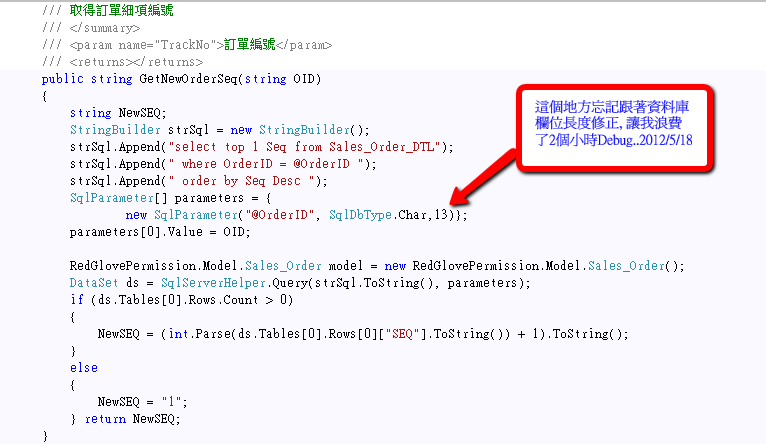 /// 取得訂單細項編號
/// </summary>
/// <param name="TrackNo">訂單編號</param>
/// <returns></returns>
public string GetNewOrderSeq(string OID)
{
string NewSEQ;
StringBuilder strSql = new StringBuilder();
strSql.Append("select top 1 Seq from Sales_Order_DTL");
strSql.Append(" where OrderID = @OrderID ");
strSql.Append(" order by Seq Desc ");
SqlParameter[] parameters = {
new SqlParameter("@OrderID", SqlDbType.Char,13)};
parameters[0].Value = OID;
這個地方忘記跟著資料庫
欄位長度修正, 讓我浪費
了2個小時Debug..2012/5/18
RedGlovePermission.Model.Sales_Order model = new RedGlovePermission.Model.Sales_Order();
DataSet ds = SqlServerHelper.Query(strSql.ToString(), parameters);
if (ds.Tables[0].Rows.Count > 0)
{
NewSEQ = (int.Parse(ds.Tables[0].Rows[0]["SEQ"].ToString()) + 1).ToString();
}
else
{
NewSEQ = "1";
} return NewSEQ;
}